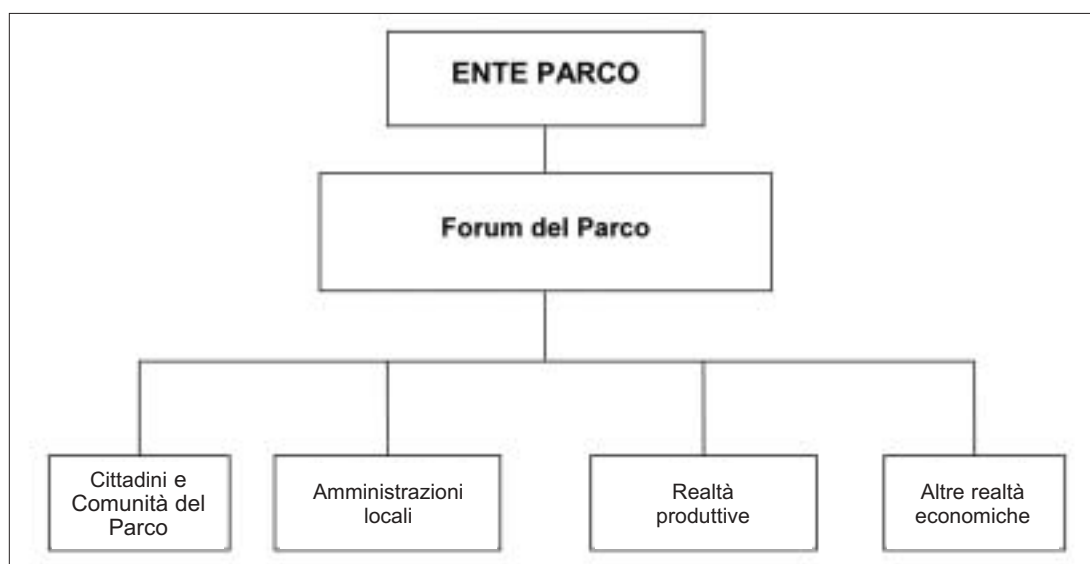 ENTE PARCO
Forum del Parco
Cittadini e
Comunità del
Parco
Amministrazioni
locali
Realtà
produttive
Altre realtà
economiche